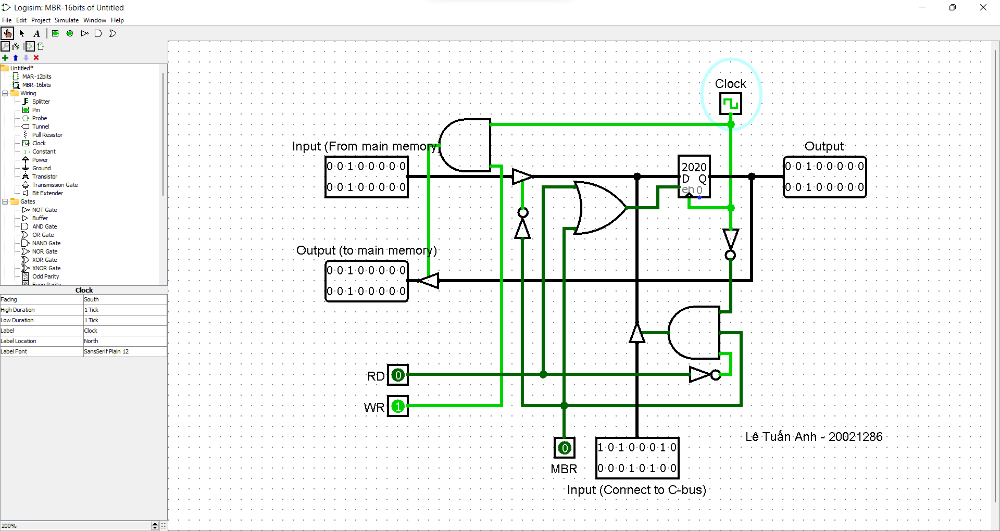 Logisim: MBR-16bits of Untitled
File Edit Project Simulate Window Help
A
Untitled*
MAR-12bits
MBR-16bits
Wiring
Splitter
Pin
Probe
Tunnel
Pull Resistor
Clock
1 Constant
Power
Ground
Transistor
Transmission Gate
Bit Extender
Gates
NOT Gate
Buffer
AND Gate
OR Gate
NAND Gate
NOR Gate
XOR Gate
XNOR Gate
Odd Parity
Even Parity
Clock
Facing South
High Duration 1 Tick
Low Duration 1 Tick
Label Clock
Label Location North
Label Font SansSerif Plain 12
200%
Clock
Input (From main memory)
0 0 1 0 0 0 0 0
0 0 1 0 0 0 0 0
2020
D Q
en 0
Output
0 0 1 0 0 0 0 0
0 0 1 0 0 0 0 0
Output (to main memory)
0 0 1 0 0 0 0 0
0 0 1 0 0 0 0 0
RD 0
WR 1
0
MBR
1 0 1 0 0 0 1 0
0 0 0 1 0 1 0 0
Input (Connect to C-bus)
Lê Tuấn Anh - 20021286